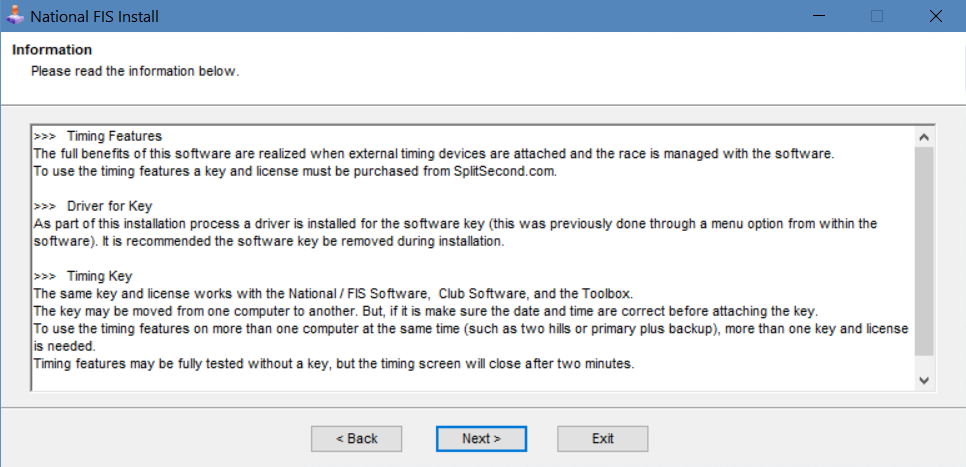 National FIS Install
Information
Please read the information below.
>>> Timing Features
The full benefits of this software are realized when external timing devices are attached and the race is managed with the software.
To use the timing features a key and license must be purchased from SplitSecond.com.
>>> Driver for Key
As part of this installation process a driver is installed for the software key (this was previously done through a menu option from within the
software). It is recommended the software key be removed during installation.
>>> Timing Key
The same key and license works with the National / FIS Software, Club Software, and the Toolbox.
The key may be moved from one computer to another. But, if it is make sure the date and time are correct before attaching the key.
To use the timing features on more than one computer at the same time (such as two hills or primary plus backup), more than one key and license
is needed.
Timing features may be fully tested without a key, but the timing screen will close after two minutes.
< Back Next > Exit